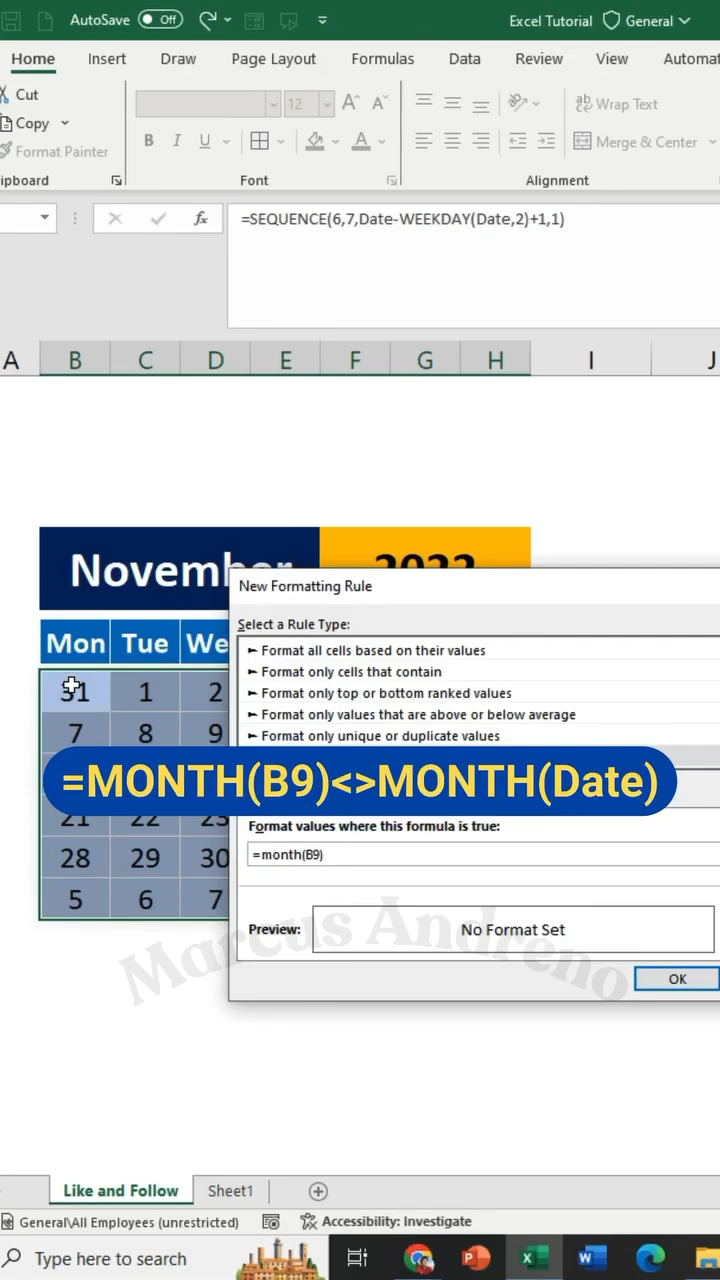 AutoSave Off Excel Tutorial General
Home Insert Draw Page Layout Formulas Data Review View Automat
Cut
Copy
Format Painter
12 A A
B I U A
ab Wrap Text
Merge & Center
ipboard Font Alignment
fx =SEQUENCE(6,7,Date-WEEKDAY(Date,2)+1,1)
A B C D E F G H I J
November 2022
New Formatting Rule
Select a Rule Type:
► Format all cells based on their values
► Format only cells that contain
► Format only top or bottom ranked values
► Format only values that are above or below average
► Format only unique or duplicate values
Mon Tue We
31 1 2
7 8 9
=MONTH(B9)<>MONTH(Date)
21 22 23
28 29 30
5 6 7
Format values where this formula is true:
=month(B9)
Preview: No Format Set
OK
Marcus Andreno
Like and Follow Sheet1
General\All Employees (unrestricted) Accessibility: Investigate
Type here to search